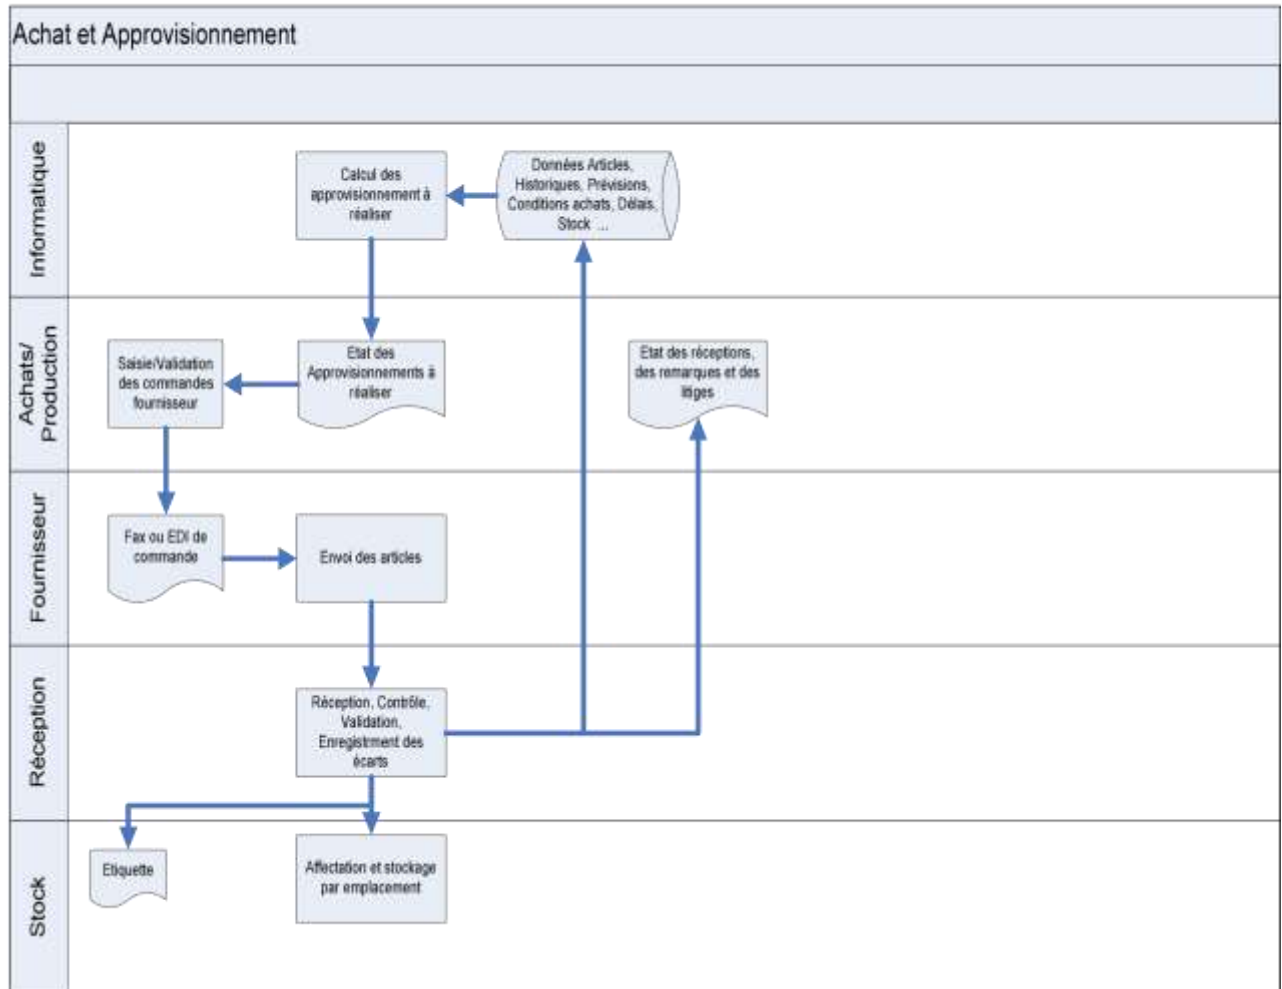 Achat et Approvisionnement
Informatique
Calcul des
approvisionnement à
réaliser
Données Articles,
Historiques, Prévisions,
Conditions achats, Délais,
Stock ...
Achats/
Production
Saisie/Validation
des commandes
fournisseur
Etat des
Approvisionnements à
réaliser
Etat des réceptions,
des remarques et des
litiges
Fournisseur
Fax ou EDI de
commande
Envoi des articles
Réception
Réception, Contrôle,
Validation,
Enregistrment des
écarts
Stock
Etiquette
Affectation et stockage
par emplacement